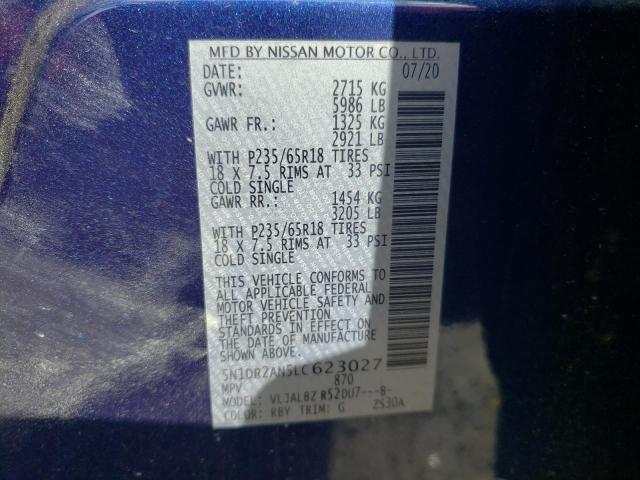 MFD BY NISSAN MOTOR CO., LTD.
DATE: 07/20
GVWR: 2715 KG
5986 LB
GAWR FR.: 1325 KG
2921 LB
WITH P235/65R18 TIRES
18 X 7.5 RIMS AT 33 PSI
COLD SINGLE
GAWR RR.: 1454 KG
3205 LB
WITH P235/65R18 TIRES
18 X 7.5 RIMS AT 33 PSI
COLD SINGLE
THIS VEHICLE CONFORMS TO
ALL APPLICABLE FEDERAL
MOTOR VEHICLE SAFETY AND
THEFT PREVENTION
STANDARDS IN EFFECT ON
THE DATE OF MANUFACTURE
SHOWN ABOVE.
5N1DR2AN5LC623027
MPV 870
MODEL: VLJALBZ R52DU7---B-
COLOR: RBY TRIM: G ZS30A